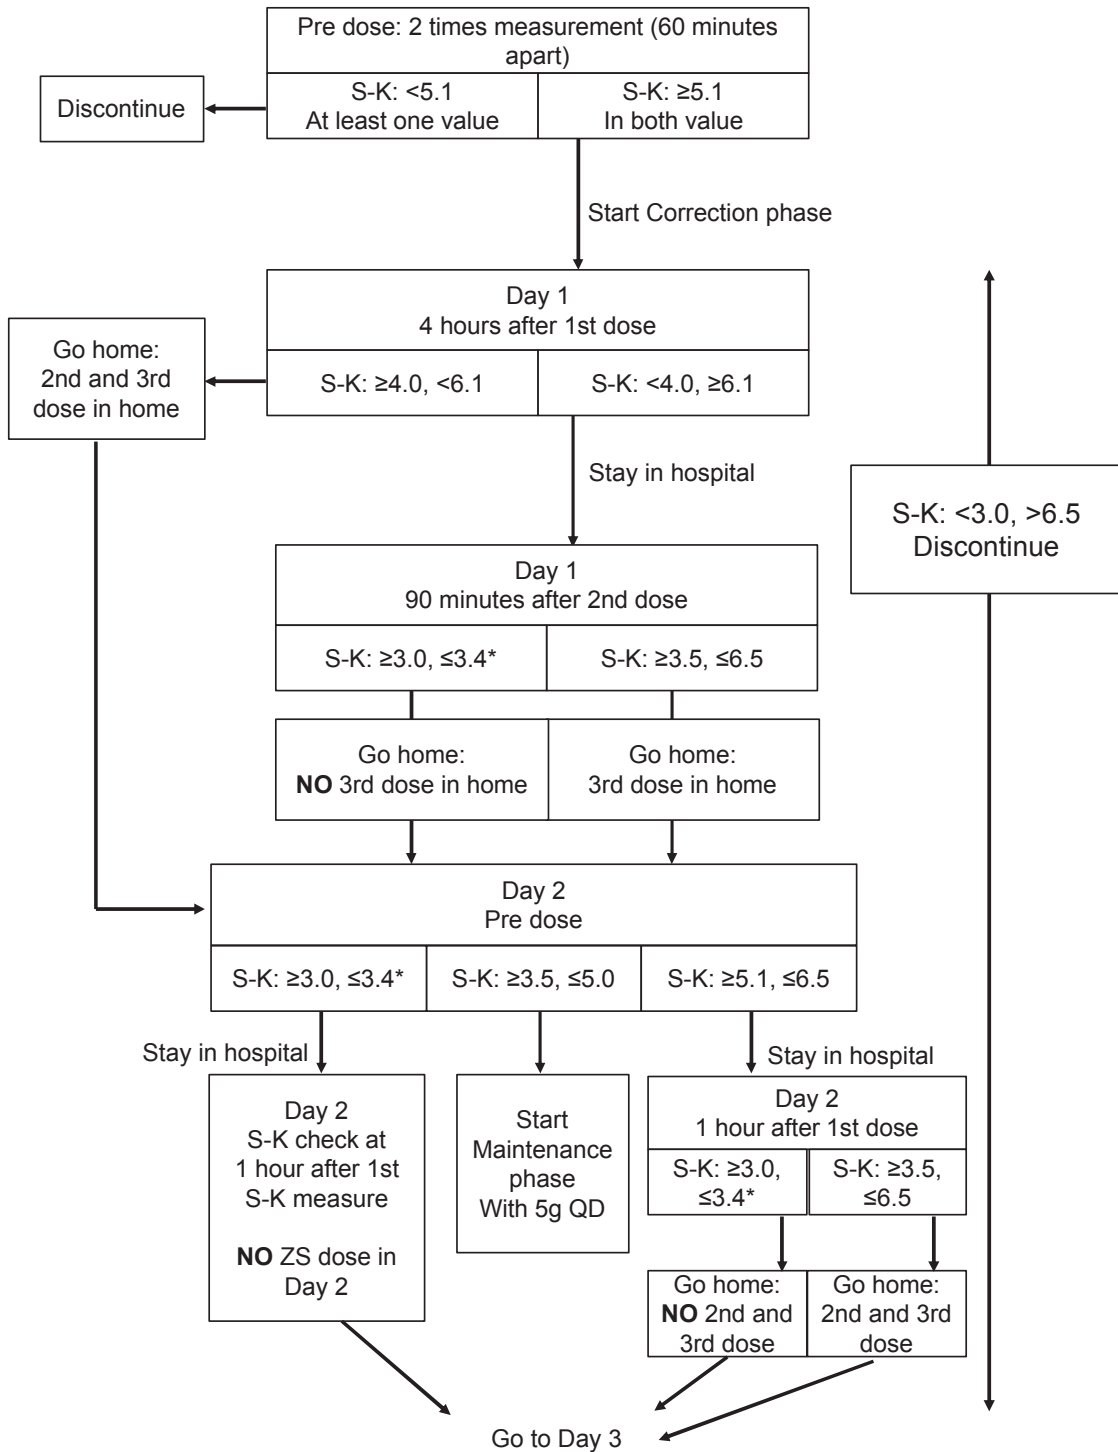 Pre dose: 2 times measurement (60 minutes
apart)
S-K: <5.1
At least one value
S-K: ≥5.1
In both value
Discontinue
Start Correction phase
Day 1
4 hours after 1st dose
S-K: ≥4.0, <6.1
S-K: <4.0, ≥6.1
Go home:
2nd and 3rd
dose in home
Stay in hospital
S-K: <3.0, >6.5
Discontinue
Day 1
90 minutes after 2nd dose
S-K: ≥3.0, ≤3.4*
S-K: ≥3.5, ≤6.5
Go home:
NO 3rd dose in home
Go home:
3rd dose in home
Day 2
Pre dose
S-K: ≥3.0, ≤3.4*
S-K: ≥3.5, ≤5.0
S-K: ≥5.1, ≤6.5
Stay in hospital
Stay in hospital
Day 2
S-K check at
1 hour after 1st
S-K measure
NO ZS dose in
Day 2
Start
Maintenance
phase
With 5g QD
Day 2
1 hour after 1st dose
S-K: ≥3.0,
≤3.4*
S-K: ≥3.5,
≤6.5
Go home:
NO 2nd and
3rd dose
Go home:
2nd and 3rd
dose
Go to Day 3